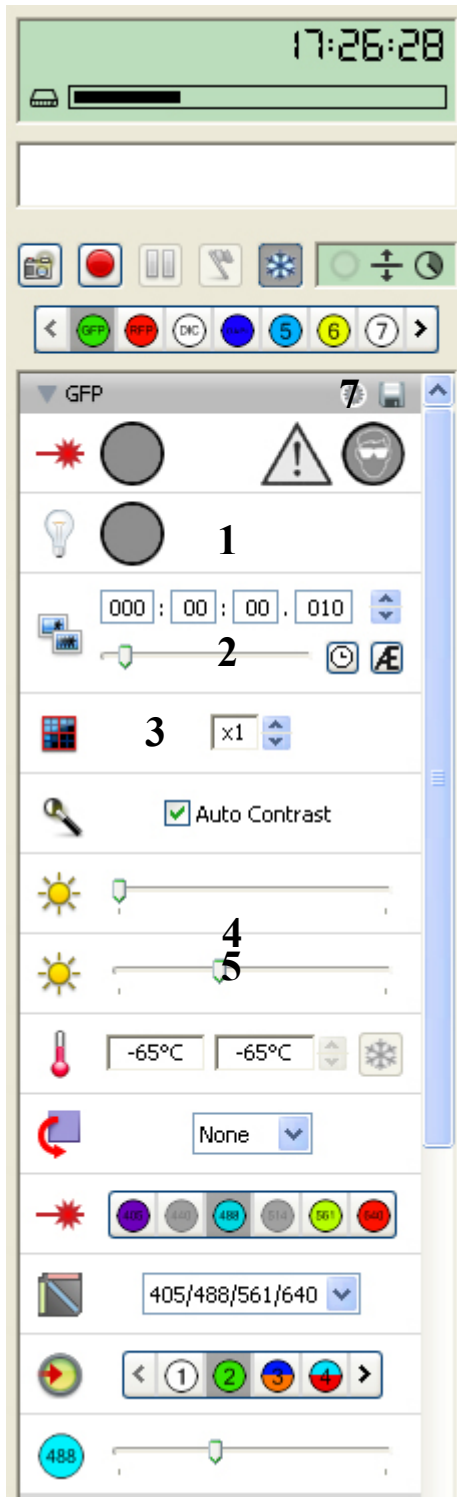 17:26:28
GFP RFP DIC 5 6 7
GFP 7
1
000 : 00 : 00 . 010
2 Æ
3 x1
Auto Contrast
4
5
-65°C -65°C
None
405 440 488 514 561 640
405/488/561/640
1 2 3 4
488